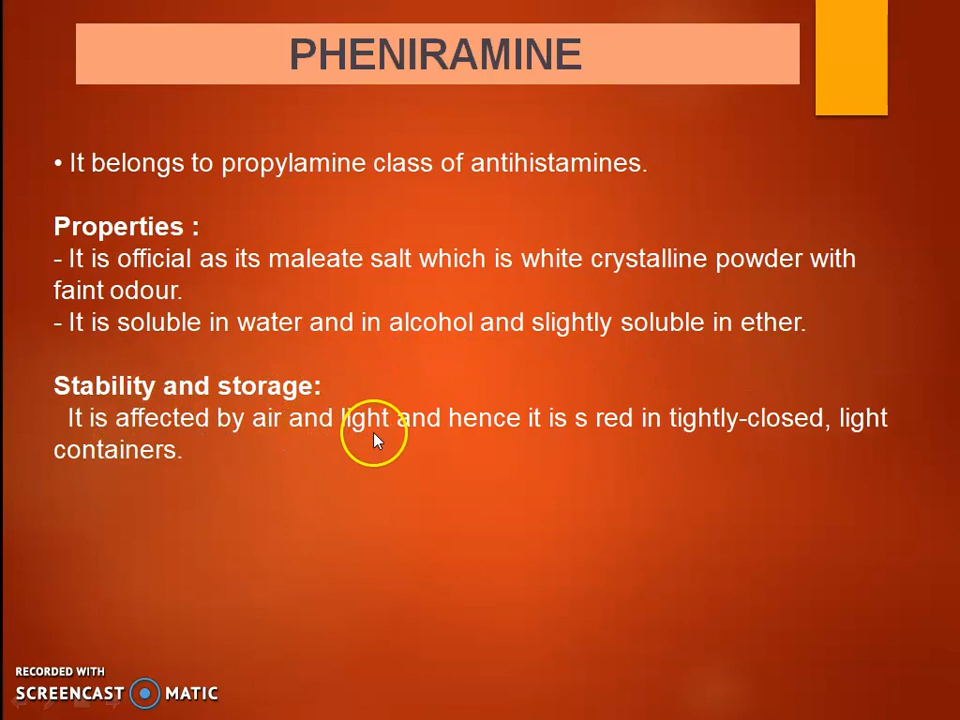 PHENIRAMINE
• It belongs to propylamine class of antihistamines.
Properties :
- It is official as its maleate salt which is white crystalline powder with
faint odour.
- It is soluble in water and in alcohol and slightly soluble in ether.
Stability and storage:
It is affected by air and light and hence it is s red in tightly-closed, light
containers.
RECORDED WITH
SCREENCAST MATIC